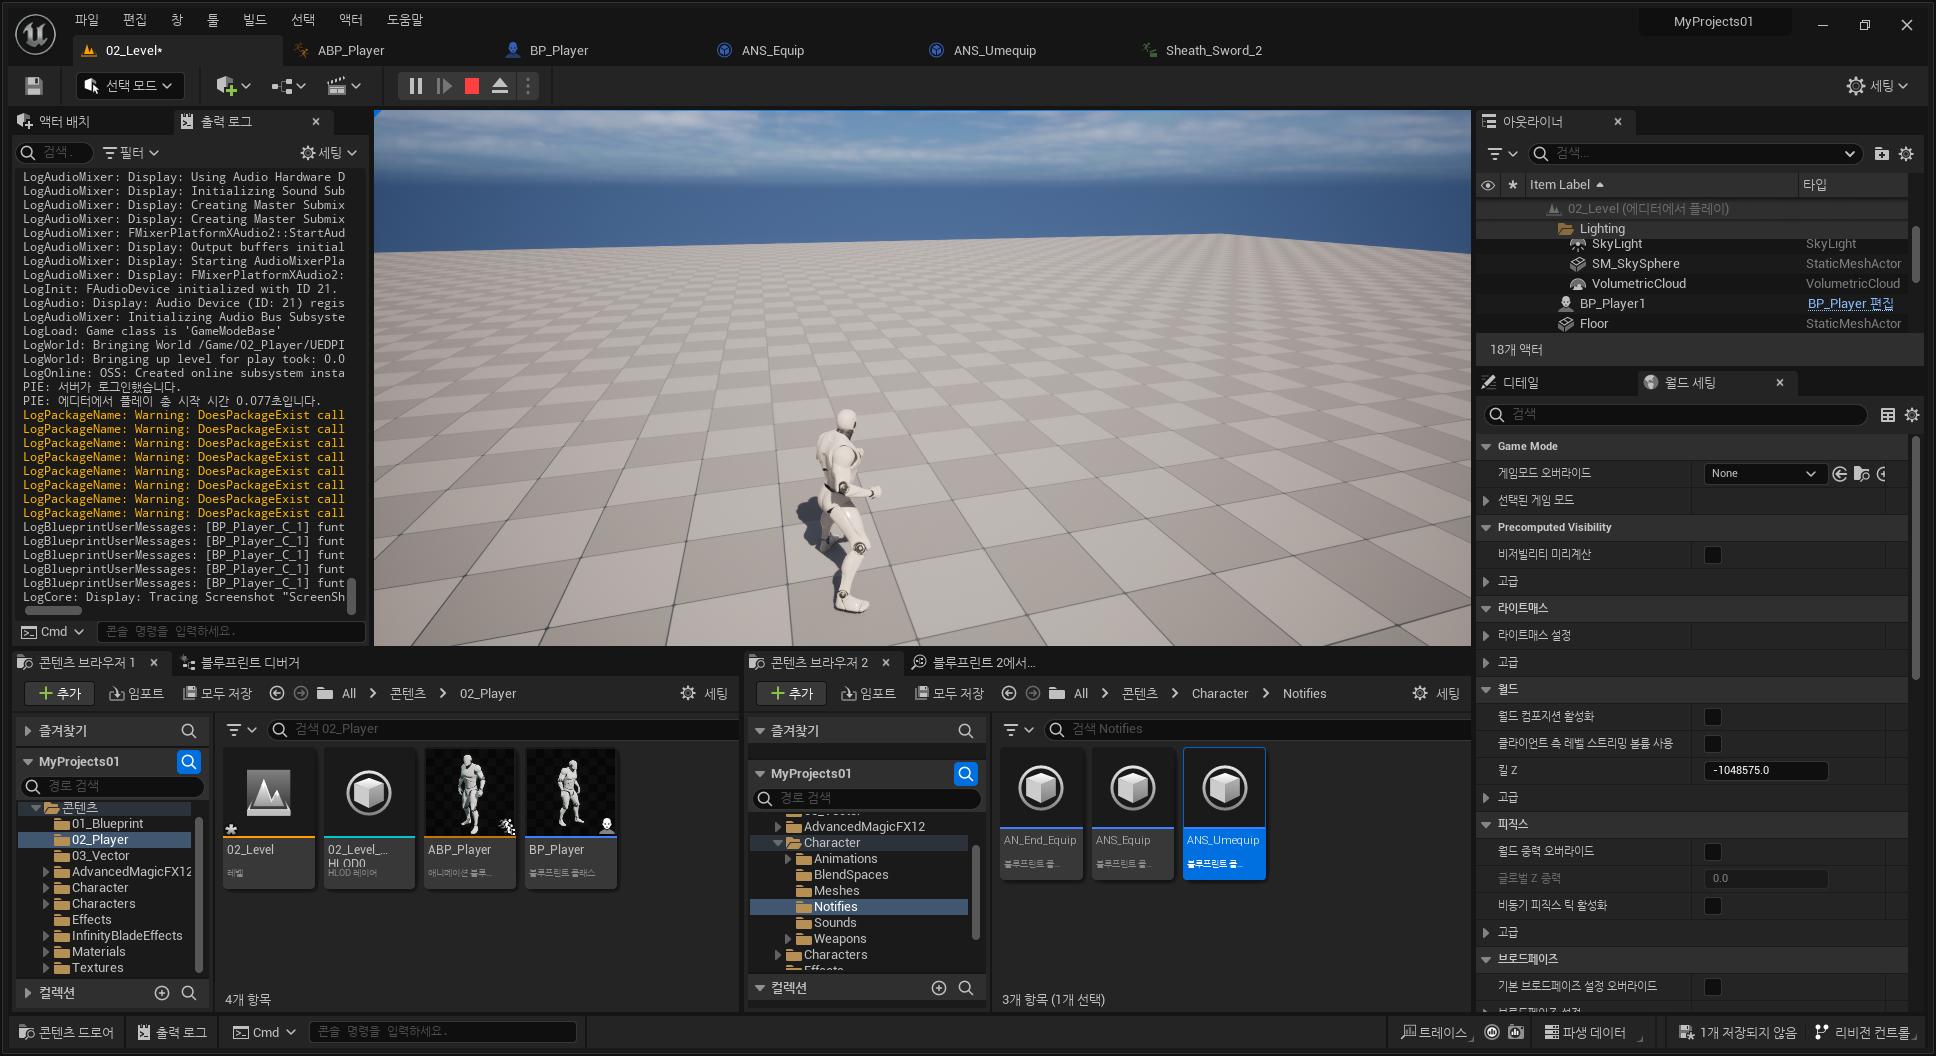 파일 편집 창 툴 빌드 선택 액터 도움말
MyProjects01
02_Level*
ABP_Player
BP_Player
ANS_Equip
ANS_Umequip
Sheath_Sword_2
선택 모드
세팅
액터 배치
출력 로그
검색.
필터
세팅
LogAudioMixer: Display: Using Audio Hardware D
LogAudioMixer: Display: Initializing Sound Sub
LogAudioMixer: Display: Creating Master Submix
LogAudioMixer: Display: Creating Master Submix
LogAudioMixer: FMixerPlatformXAudio2::StartAud
LogAudioMixer: Display: Output buffers initial
LogAudioMixer: Display: Starting AudioMixerPla
LogAudioMixer: Display: FMixerPlatformXAudio2:
LogInit: FAudioDevice initialized with ID 21.
LogAudio: Display: Audio Device (ID: 21) regis
LogAudioMixer: Initializing Audio Bus Subsyste
LogLoad: Game class is 'GameModeBase'
LogWorld: Bringing World /Game/02_Player/UEDPI
LogWorld: Bringing up level for play took: 0.0
LogOnline: OSS: Created online subsystem insta
PIE: 서버가 로그인했습니다.
PIE: 에디터에서 플레이 총 시작 시간 0.077초입니다.
LogPackageName: Warning: DoesPackageExist call
LogPackageName: Warning: DoesPackageExist call
LogPackageName: Warning: DoesPackageExist call
LogPackageName: Warning: DoesPackageExist call
LogPackageName: Warning: DoesPackageExist call
LogPackageName: Warning: DoesPackageExist call
LogPackageName: Warning: DoesPackageExist call
LogPackageName: Warning: DoesPackageExist call
LogBlueprintUserMessages: [BP_Player_C_1] funt
LogBlueprintUserMessages: [BP_Player_C_1] funt
LogBlueprintUserMessages: [BP_Player_C_1] funt
LogBlueprintUserMessages: [BP_Player_C_1] funt
LogBlueprintUserMessages: [BP_Player_C_1] funt
LogCore: Display: Tracing Screenshot "ScreenSh
Cmd
콘솔 명령을 입력하세요.
아웃라이너
검색...
Item Label
타입
02_Level (에디터에서 플레이)
Lighting
SkyLight SkyLight
SM_SkySphere StaticMeshActor
VolumetricCloud VolumetricCloud
BP_Player1 BP_Player 편집
Floor StaticMeshActor
18개 액터
디테일
월드 세팅
검색
Game Mode
게임모드 오버라이드 None
선택된 게임 모드
Precomputed Visibility
비저빌리티 미리계산
고급
라이트매스
라이트매스 설정
고급
월드
월드 컴포지션 활성화
클라이언트 측 레벨 스트리밍 볼륨 사용
킬 Z -1048575.0
고급
피직스
월드 중력 오버라이드
글로벌 Z 중력 0.0
비동기 피직스 틱 활성화
고급
브로드페이즈
기본 브로드페이즈 설정 오버라이드
브로드페이즈 설정
콘텐츠 브라우저 1
블루프린트 디버거
추가 임포트 모두 저장 All 콘텐츠 02_Player 세팅
즐겨찾기
MyProjects01
경로 검색
콘텐츠
01_Blueprint
02_Player
03_Vector
AdvancedMagicFX12
Character
Characters
Effects
InfinityBladeEffects
Materials
Textures
컬렉션
검색 02_Player
02_Level
레벨
02_Level_...
HLOD0
HLOD 레이어
ABP_Player
애니메이션 블루...
BP_Player
블루프린트 클래스
4개 항목
콘텐츠 브라우저 2
블루프린트 2에서...
추가 임포트 모두 저장 All 콘텐츠 Character Notifies 세팅
즐겨찾기
MyProjects01
경로 검색
AdvancedMagicFX12
Character
Animations
BlendSpaces
Meshes
Notifies
Sounds
Weapons
Characters
Effects
컬렉션
검색 Notifies
AN_End_Equip
블루프린트 클...
ANS_Equip
블루프린트 클...
ANS_Umequip
블루프린트 클...
3개 항목 (1개 선택)
콘텐츠 드로어
출력 로그
Cmd
콘솔 명령을 입력하세요.
트레이스
파생 데이터
1개 저장되지 않음
리비전 컨트롤